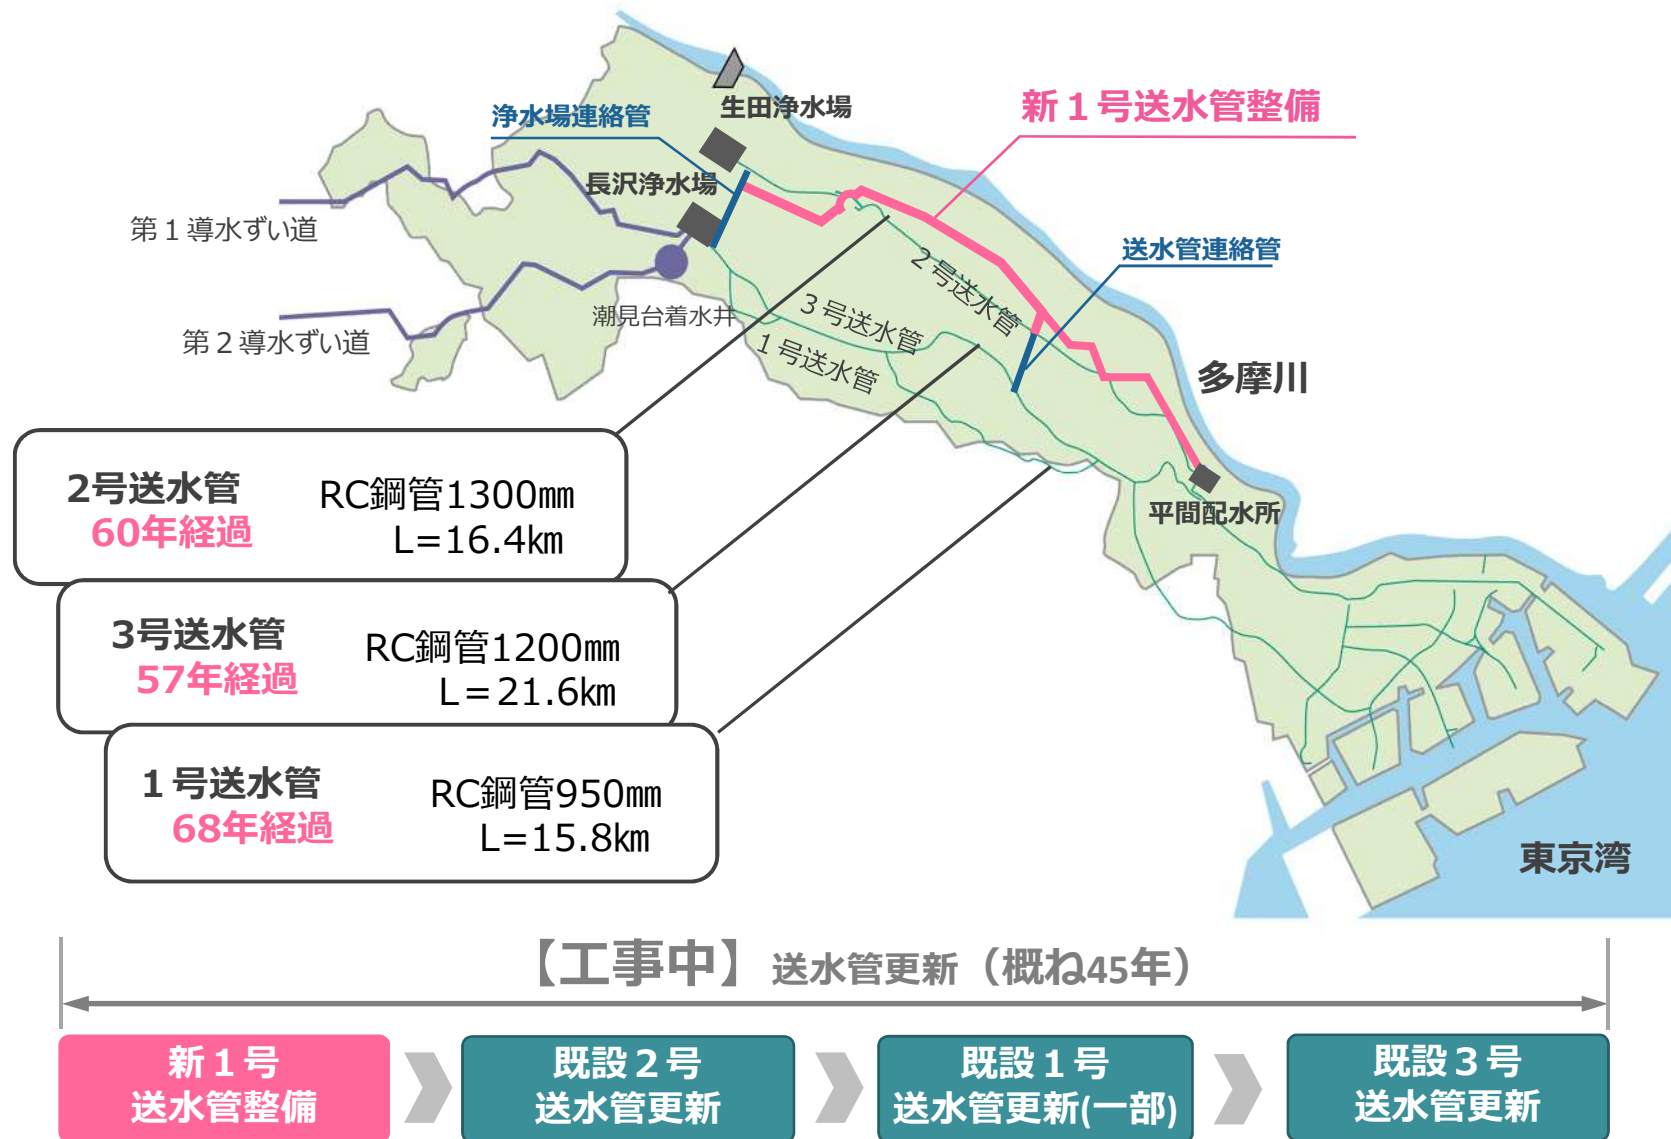 生田浄水場
新１号送水管整備
浄水場連絡管
長沢浄水場
第１導水ずい道
送水管連絡管
２号送水管
３号送水管
潮見台着水井
第２導水ずい道
１号送水管
多摩川
2号送水管
60年経過
RC鋼管1300㎜
L=16.4㎞
平間配水所
3号送水管
57年経過
RC鋼管1200㎜
L＝21.6㎞
１号送水管
68年経過
RC鋼管950㎜
L=15.8㎞
東京湾
【工事中】送水管更新（概ね45年）
新１号
送水管整備
既設２号
送水管更新
既設１号
送水管更新(一部)
既設３号
送水管更新